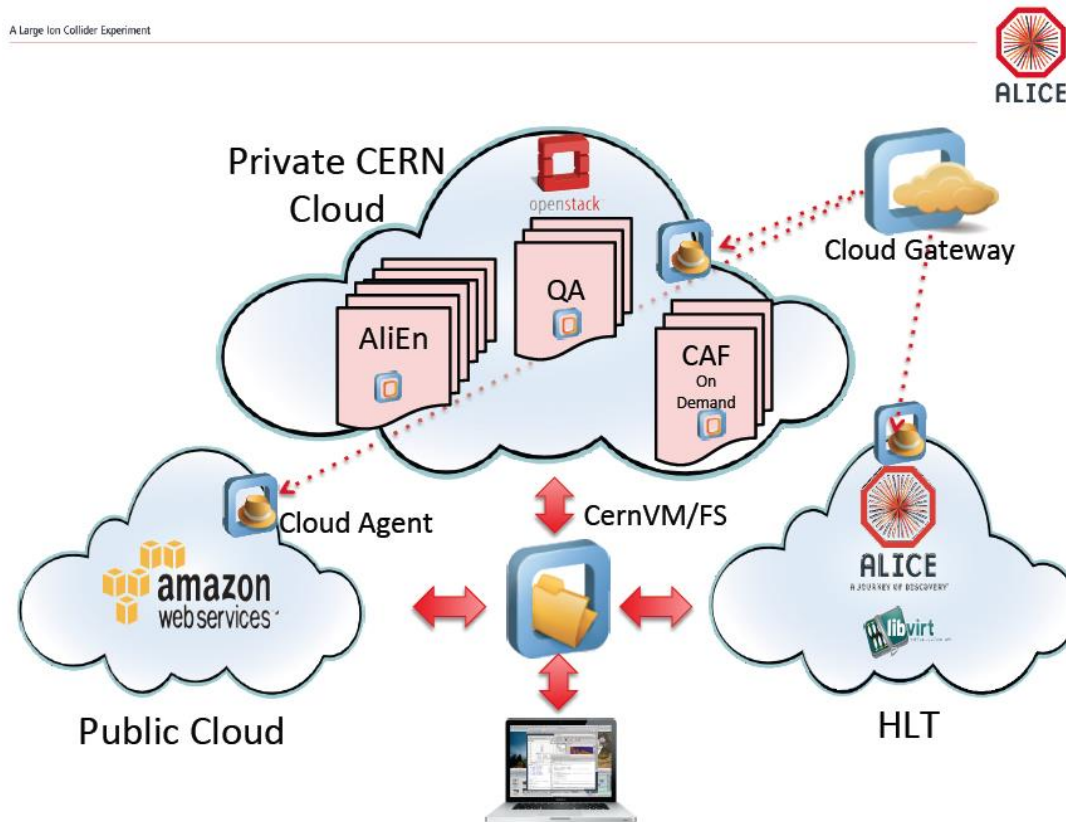 A Large Ion Collider Experiment
ALICE
Private CERN
Cloud
openstack
Cloud Gateway
QA
AliEn
CAF
On
Demand
Cloud Agent
CernVM/FS
amazon
webservices
ALICE
A JOURNEY OF DISCOVERY
libvirt
Public Cloud
HLT